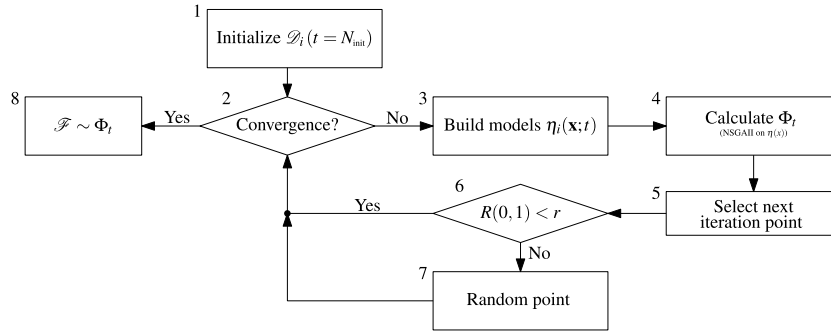 1
Initialize 𝒟ᵢ(t = N_init)
8
2
3
4
ℱ ∼ Φₜ
Yes
Convergence?
No
Build models ηᵢ(x;t)
Calculate Φₜ
(NSGAII on η(x))
6
5
Yes
R(0,1) < r
Select next
iteration point
No
7
Random point